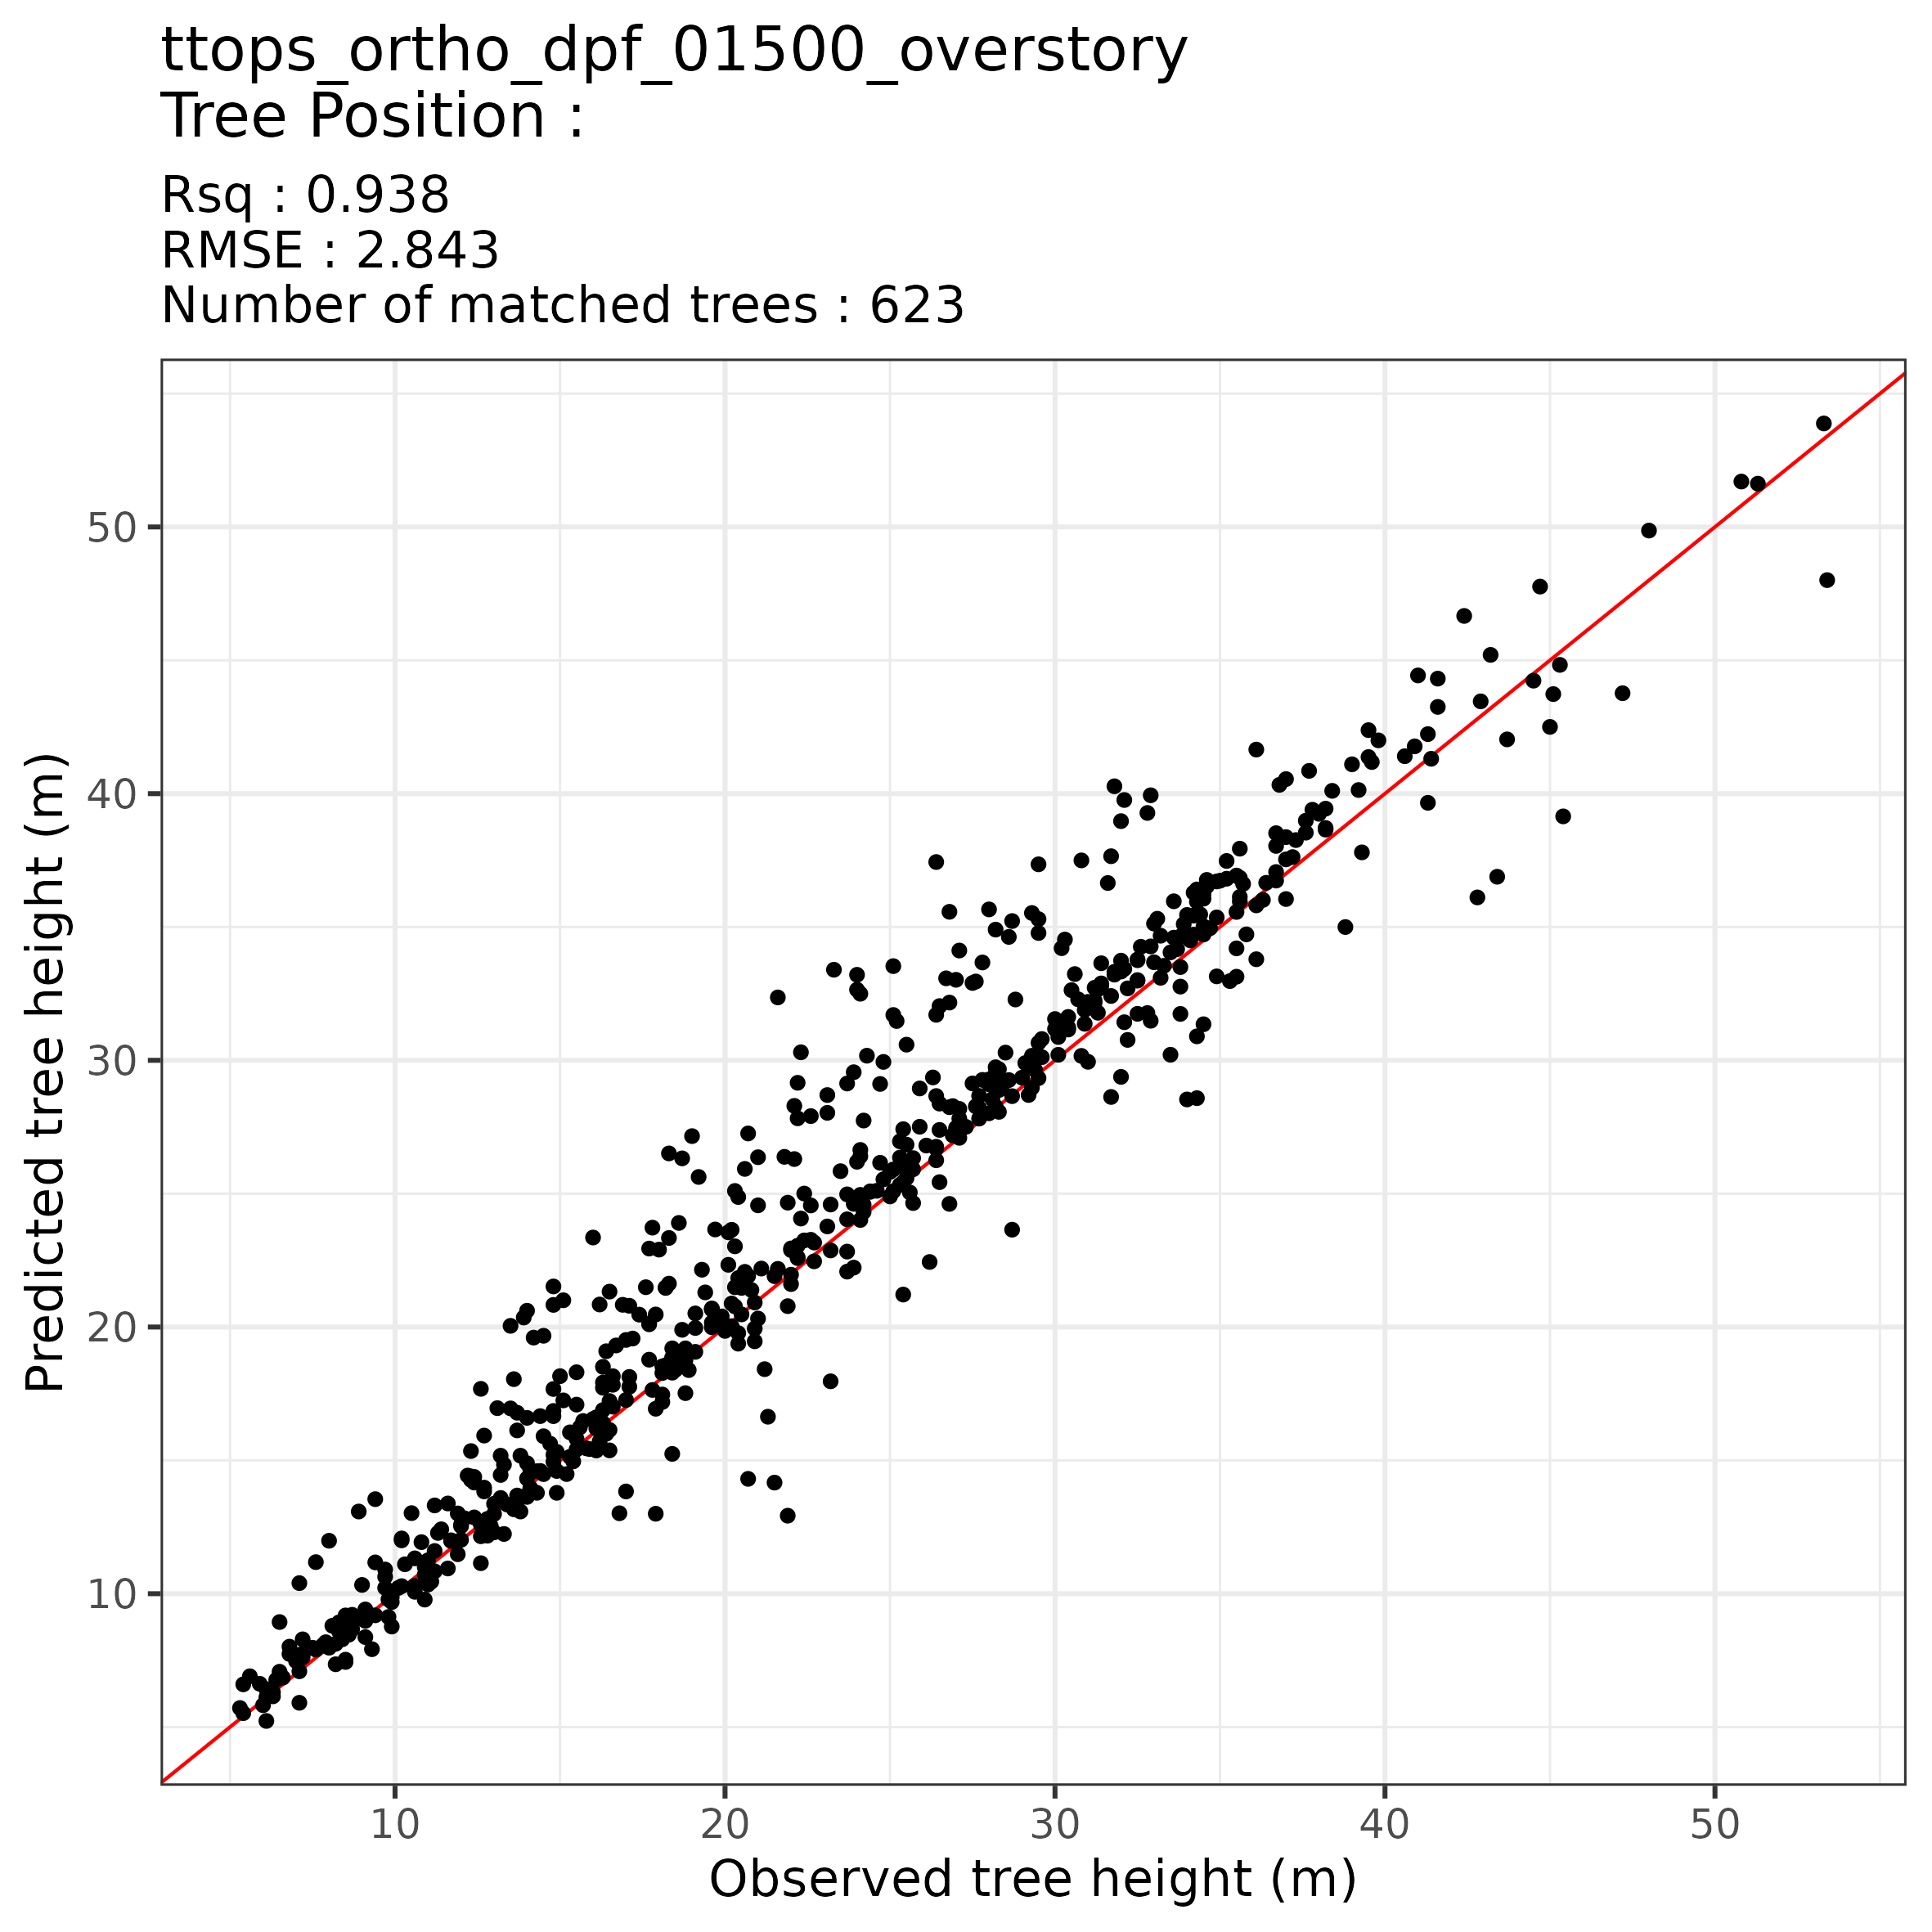 ttops_ortho_dpf_01500_overstory
Tree Position :
Rsq : 0.938
RMSE : 2.843
Number of matched trees : 623
Predicted tree height (m)
50
40
30
20
10
10 20 30 40 50
Observed tree height (m)